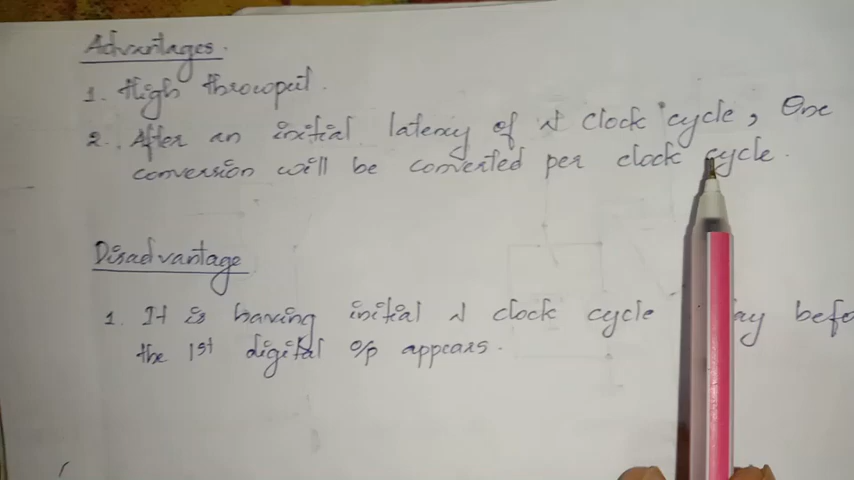 Advantages.
1. High throwput.
2. After an initial latency of N clock cycle, One
conversion will be converted per clock cycle.
Disadvantage
1. It is having initial N clock cycle
the 1st digital o/p appears.